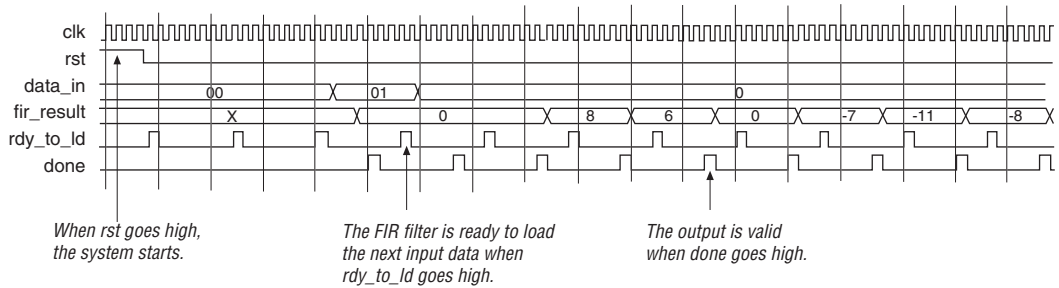 clk
rst
data_in 00 01 0
fir_result X 0 8 6 0 -7 -11 -8
rdy_to_ld
done
When rst goes high,
the system starts.
The FIR filter is ready to load
the next input data when
rdy_to_ld goes high.
The output is valid
when done goes high.